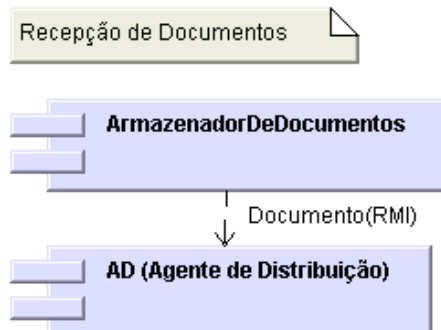 Recepção de Documentos
ArmazenadorDeDocumentos
Documento(RMI)
AD (Agente de Distribuição)